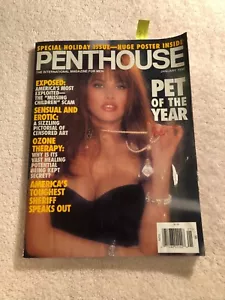 SPECIAL HOLIDAY ISSUE—HUGE POSTER INSIDE!
PENTHOUSE
THE INTERNATIONAL MAGAZINE FOR MEN
EXPOSED:
AMERICA'S MOST
EXPLOITED—
THE "MISSING
CHILDREN" SCAM
SENSUAL AND
EROTIC:
A SIZZLING
PICTORIAL OF
CENSORED ART
OZONE
THERAPY:
WHY IS ITS
VAST HEALING
POTENTIAL
BEING KEPT
SECRET?
AMERICA'S
TOUGHEST
SHERIFF
SPEAKS OUT
PET
OF THE
YEAR